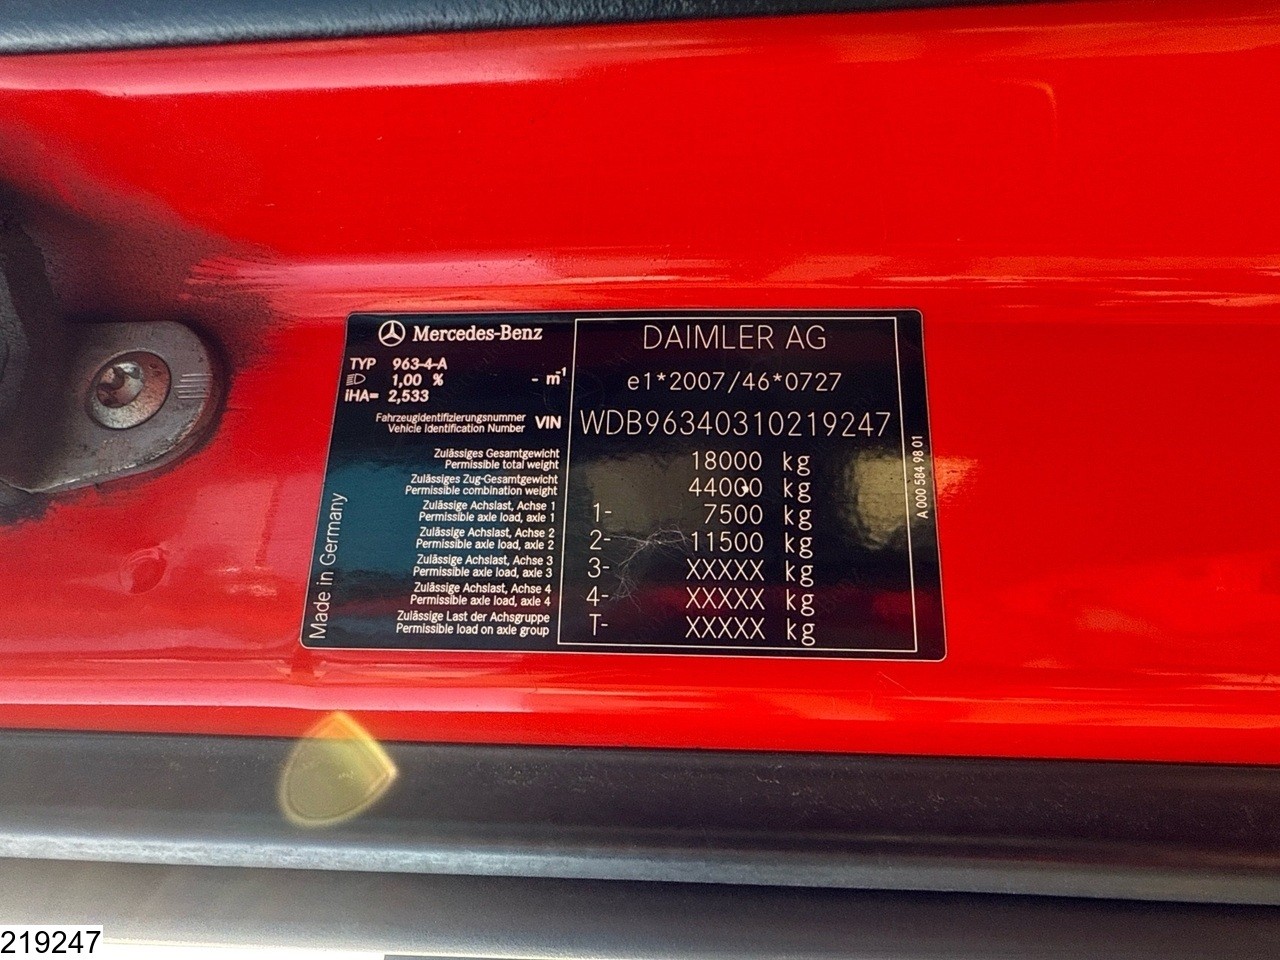 Mercedes-Benz
TYP 963-4-A
1,00 % - m-1
iHA= 2,533
DAIMLER AG
e1*2007/46*0727
Fahrzeugidentifizierungsnummer
Vehicle Identification Number
VIN WDB96340310219247
Zulässiges Gesamtgewicht
Permissible total weight
18000 kg
Zulässiges Zug-Gesamtgewicht
Permissible combination weight
44000 kg
Zulässige Achslast, Achse 1
Permissible axle load, axle 1
1- 7500 kg
Zulässige Achslast, Achse 2
Permissible axle load, axle 2
2- 11500 kg
Zulässige Achslast, Achse 3
Permissible axle load, axle 3
3- XXXXX kg
Zulässige Achslast, Achse 4
Permissible axle load, axle 4
4- XXXXX kg
Zulässige Last der Achsgruppe
Permissible load on axle group
T- XXXXX kg
Made in Germany
A 000 584 98 01
219247